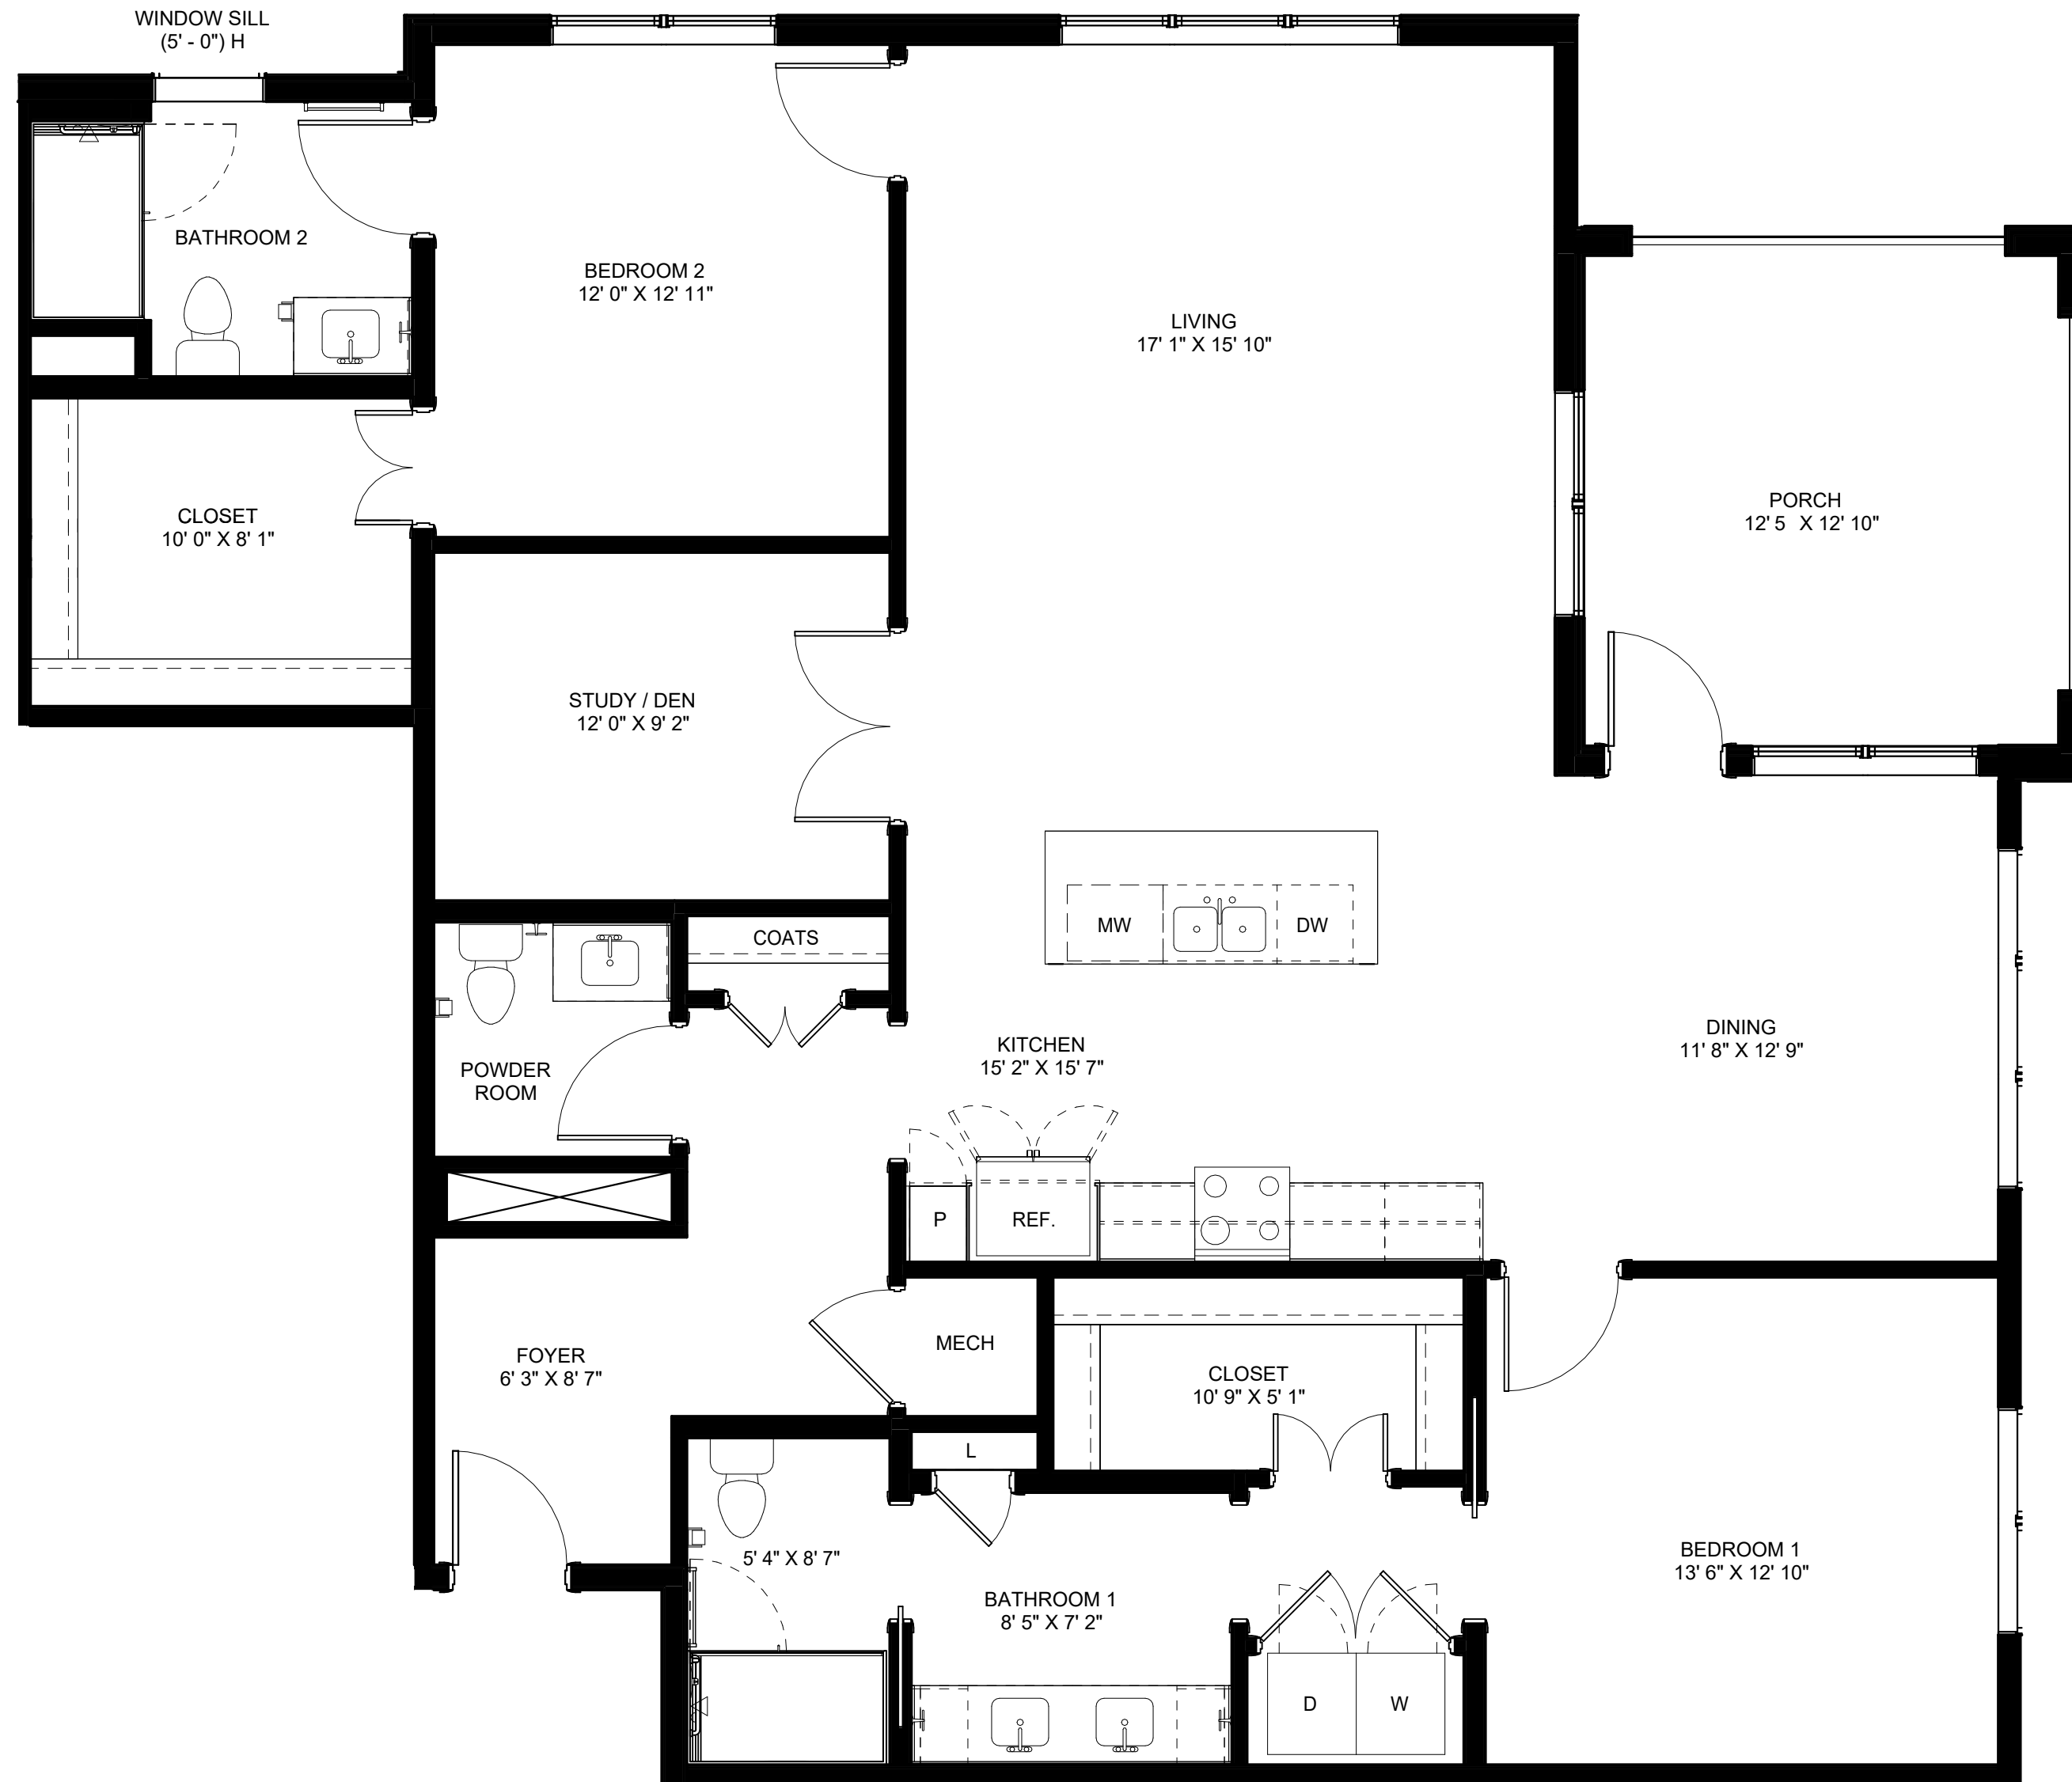 WINDOW SILL
(5' - 0") H
BATHROOM 2
BEDROOM 2
12' 0" X 12' 11"
LIVING
17' 1" X 15' 10"
PORCH
12' 5  X 12' 10"
CLOSET
10' 0" X 8' 1"
STUDY / DEN
12' 0" X 9' 2"
MW
DW
COATS
KITCHEN
15' 2" X 15' 7"
DINING
11' 8" X 12' 9"
POWDER
ROOM
P
REF.
MECH
FOYER
6' 3" X 8' 7"
CLOSET
10' 9" X 5' 1"
L
5' 4" X 8' 7"
BATHROOM 1
8' 5" X 7' 2"
BEDROOM 1
13' 6" X 12' 10"
D
W